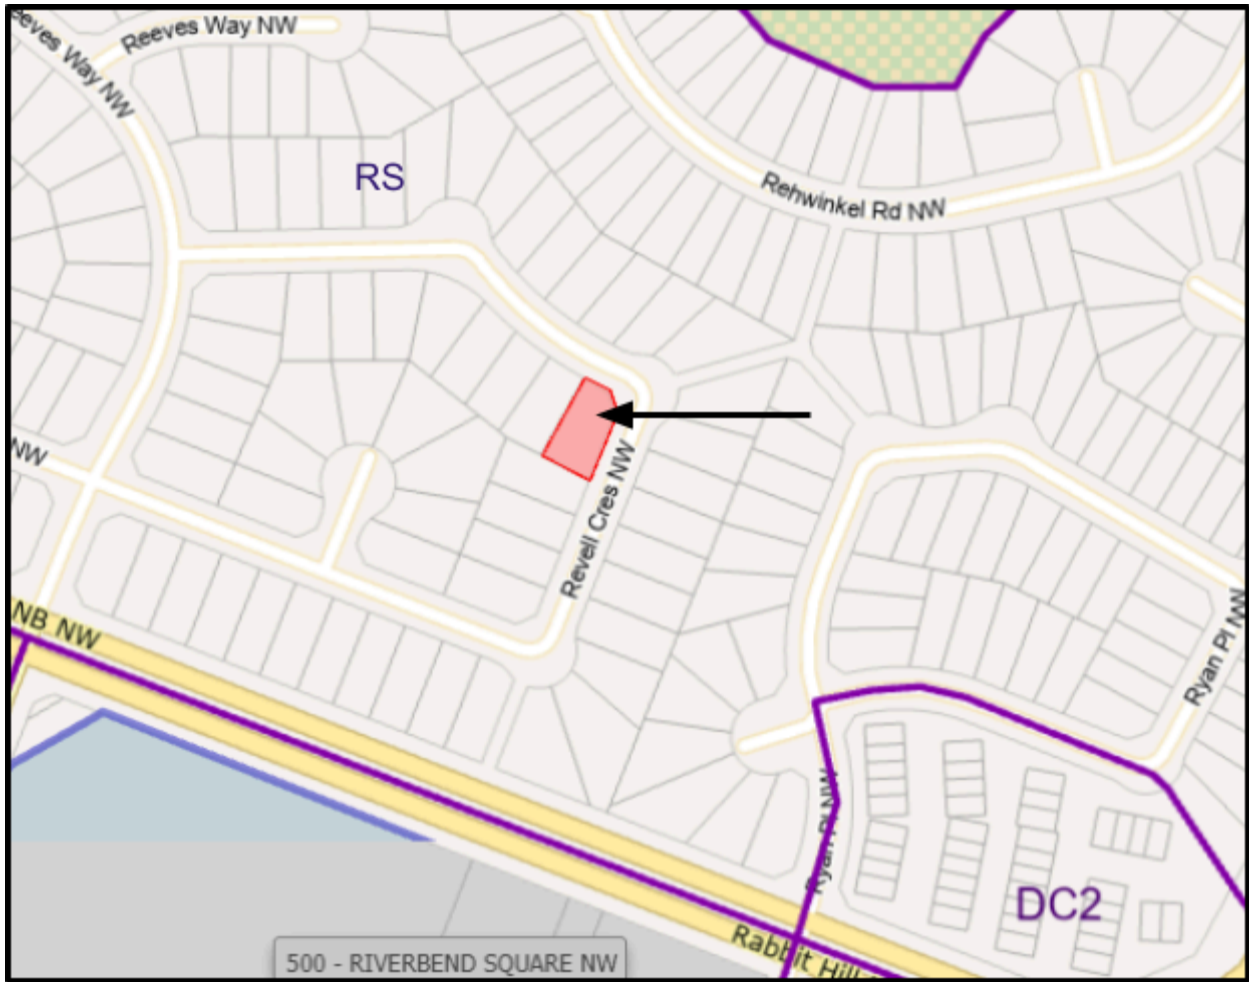 Reeves Way NW
eeves Way NW
RS
Rehwinkel Rd NW
NW
Revell Cres NW
NB NW
Ryan Pl NW
Ryan Pl NW
DC2
Rabbit Hill
500 - RIVERBEND SQUARE NW